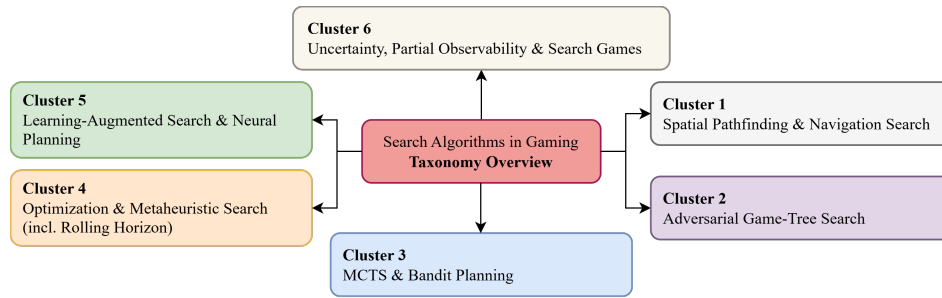 Cluster 6
Uncertainty, Partial Observability & Search Games
Cluster 5
Learning-Augmented Search & Neural
Planning
Cluster 1
Spatial Pathfinding & Navigation Search
Search Algorithms in Gaming
Taxonomy Overview
Cluster 4
Optimization & Metaheuristic Search
(incl. Rolling Horizon)
Cluster 2
Adversarial Game-Tree Search
Cluster 3
MCTS & Bandit Planning